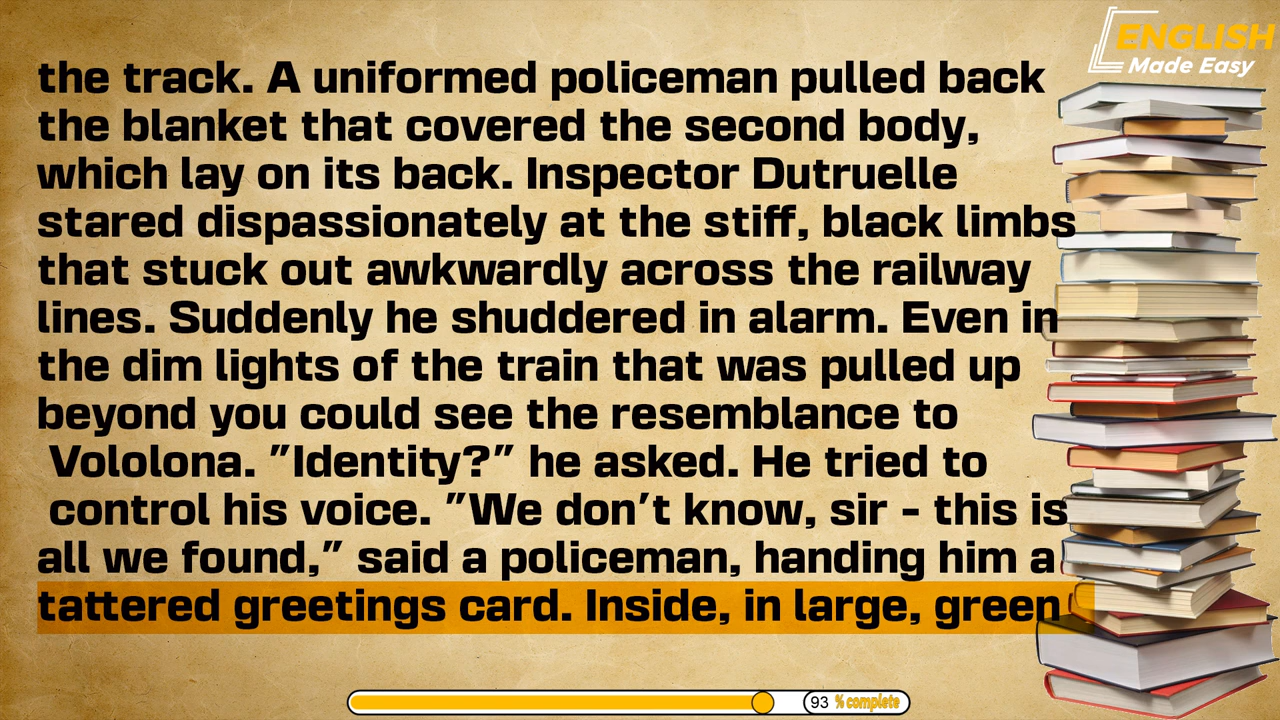 ENGLISH
Made Easy
the track. A uniformed policeman pulled back
the blanket that covered the second body,
which lay on its back. Inspector Dutruelle
stared dispassionately at the stiff, black limbs
that stuck out awkwardly across the railway
lines. Suddenly he shuddered in alarm. Even in
the dim lights of the train that was pulled up
beyond you could see the resemblance to
Vololona. "Identity?" he asked. He tried to
control his voice. "We don't know, sir - this is
all we found," said a policeman, handing him a
tattered greetings card. Inside, in large, green
93 % complete